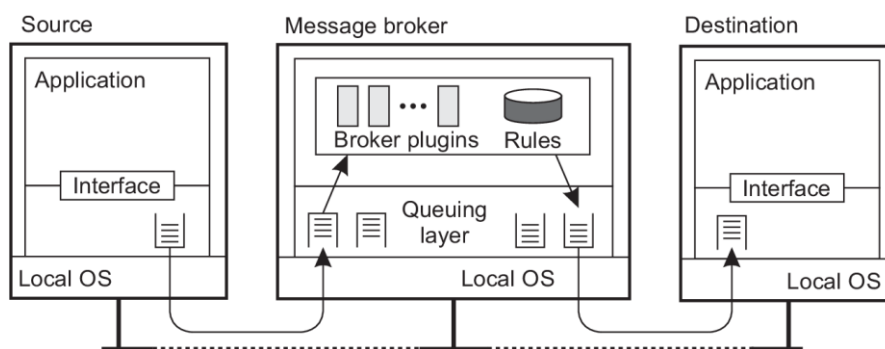 Source
Message broker
Destination
Application
Broker plugins
Rules
Application
Interface
Queuing
layer
Interface
Local OS
Local OS
Local OS